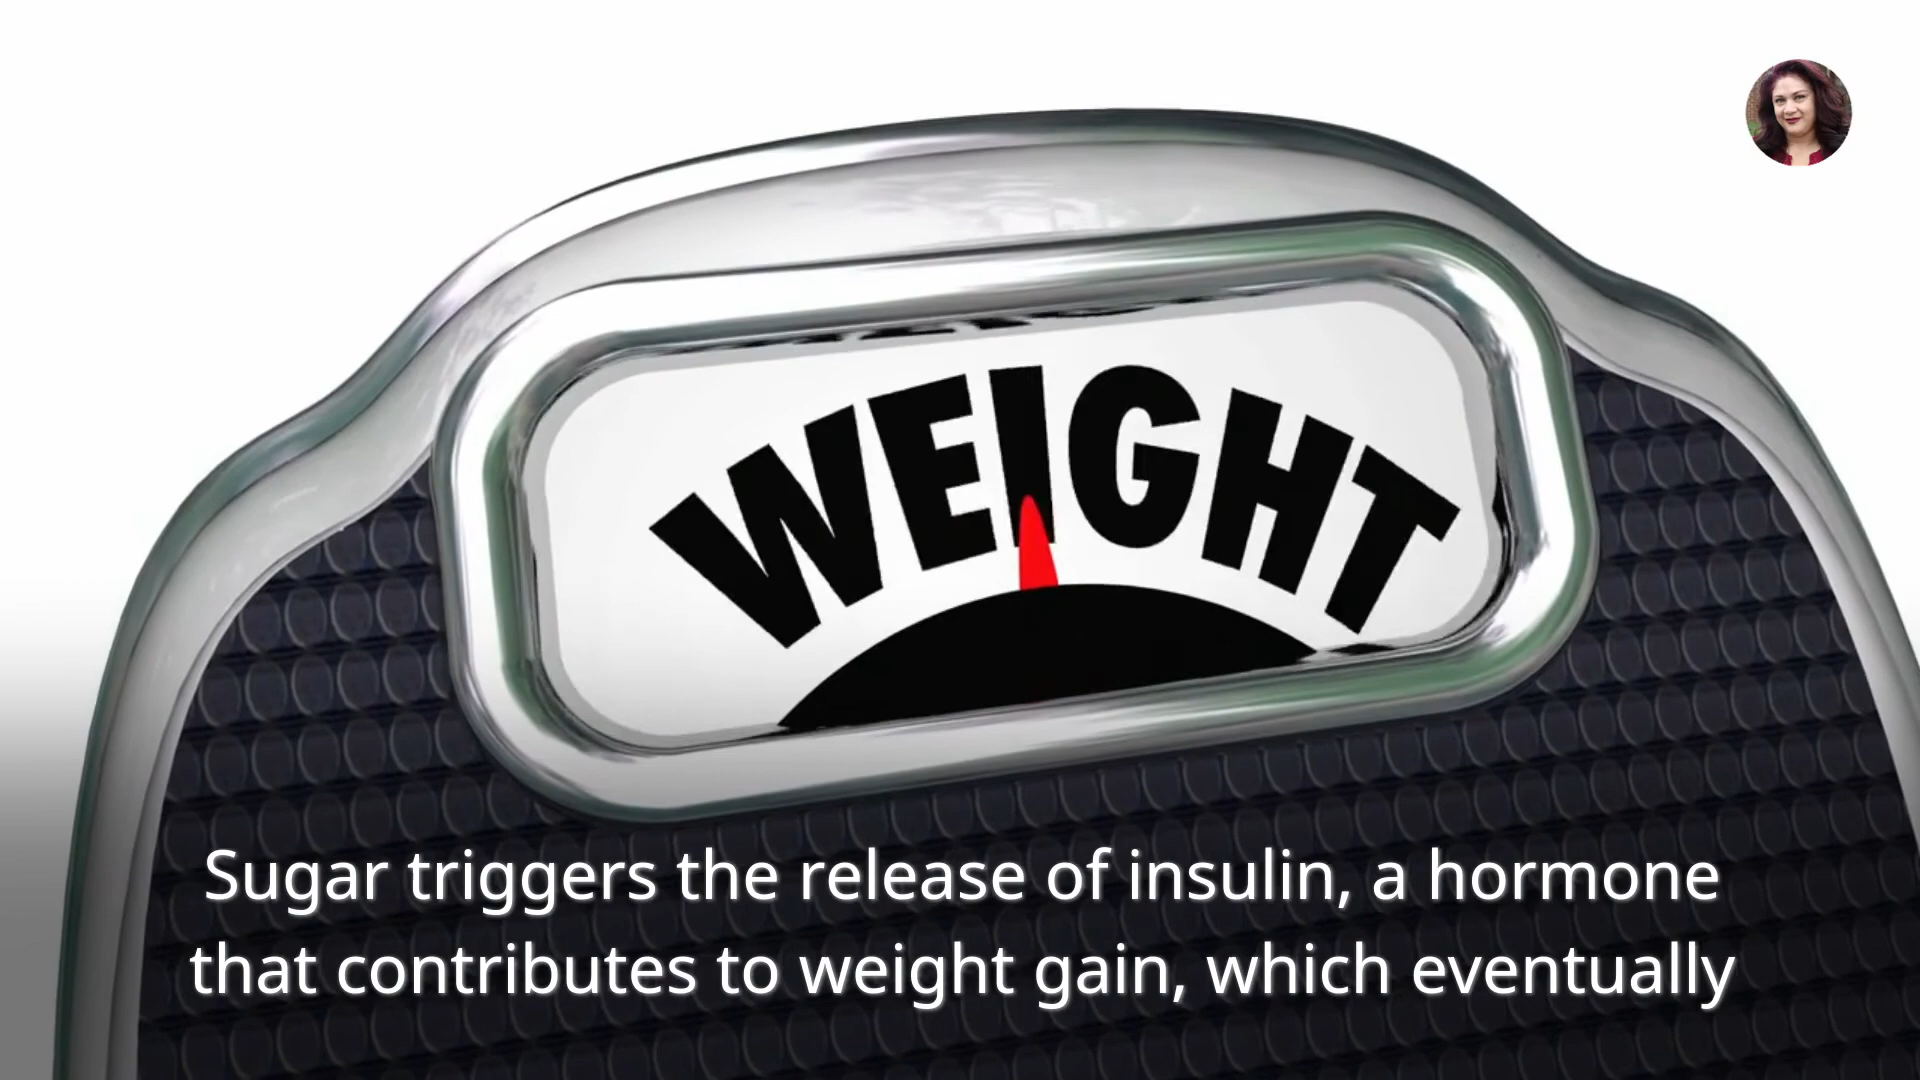 WEIGHT
Sugar triggers the release of insulin, a hormone
that contributes to weight gain, which eventually